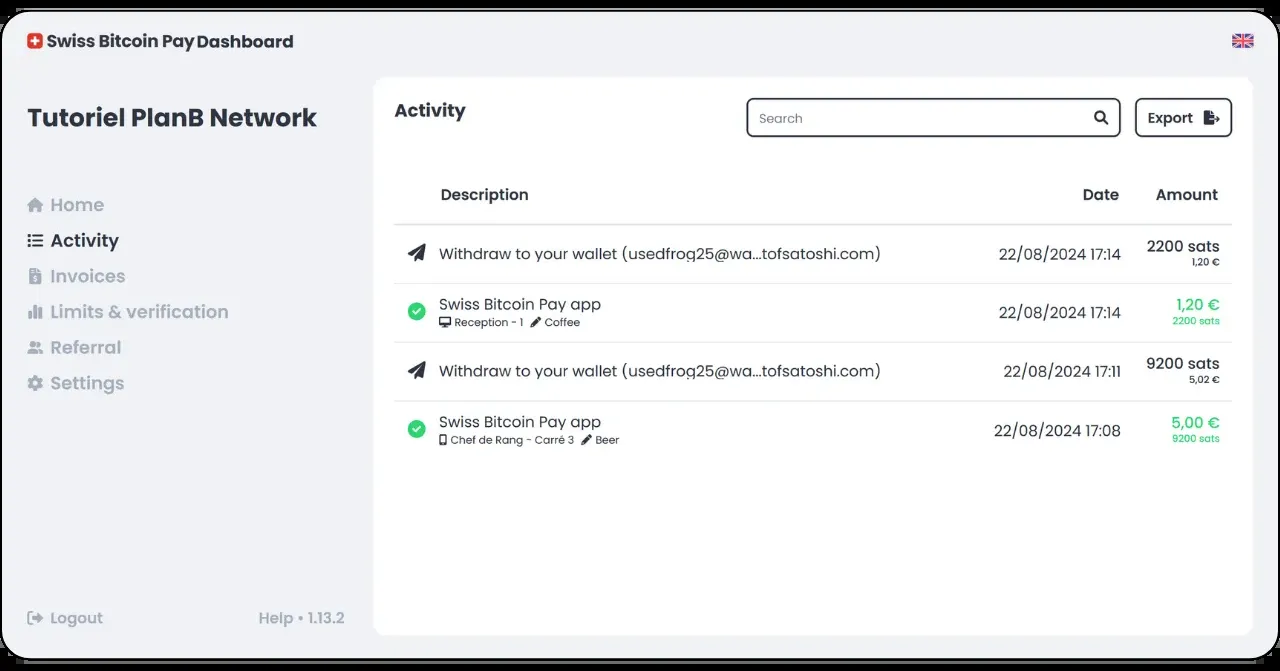 Swiss Bitcoin Pay Dashboard
Tutoriel PlanB Network
Home
Activity
Invoices
Limits & verification
Referral
Settings
Logout
Help • 1.13.2
Activity
Search
Export
Description Date Amount
Withdraw to your wallet (usedfrog25@wa...tofsatoshi.com) 22/08/2024 17:14 2200 sats
1,20 €
Swiss Bitcoin Pay app 22/08/2024 17:14 1,20 €
Reception - 1 Coffee 2200 sats
Withdraw to your wallet (usedfrog25@wa...tofsatoshi.com) 22/08/2024 17:11 9200 sats
5,02 €
Swiss Bitcoin Pay app 22/08/2024 17:08 5,00 €
Chef de Rang - Carré 3 Beer 9200 sats